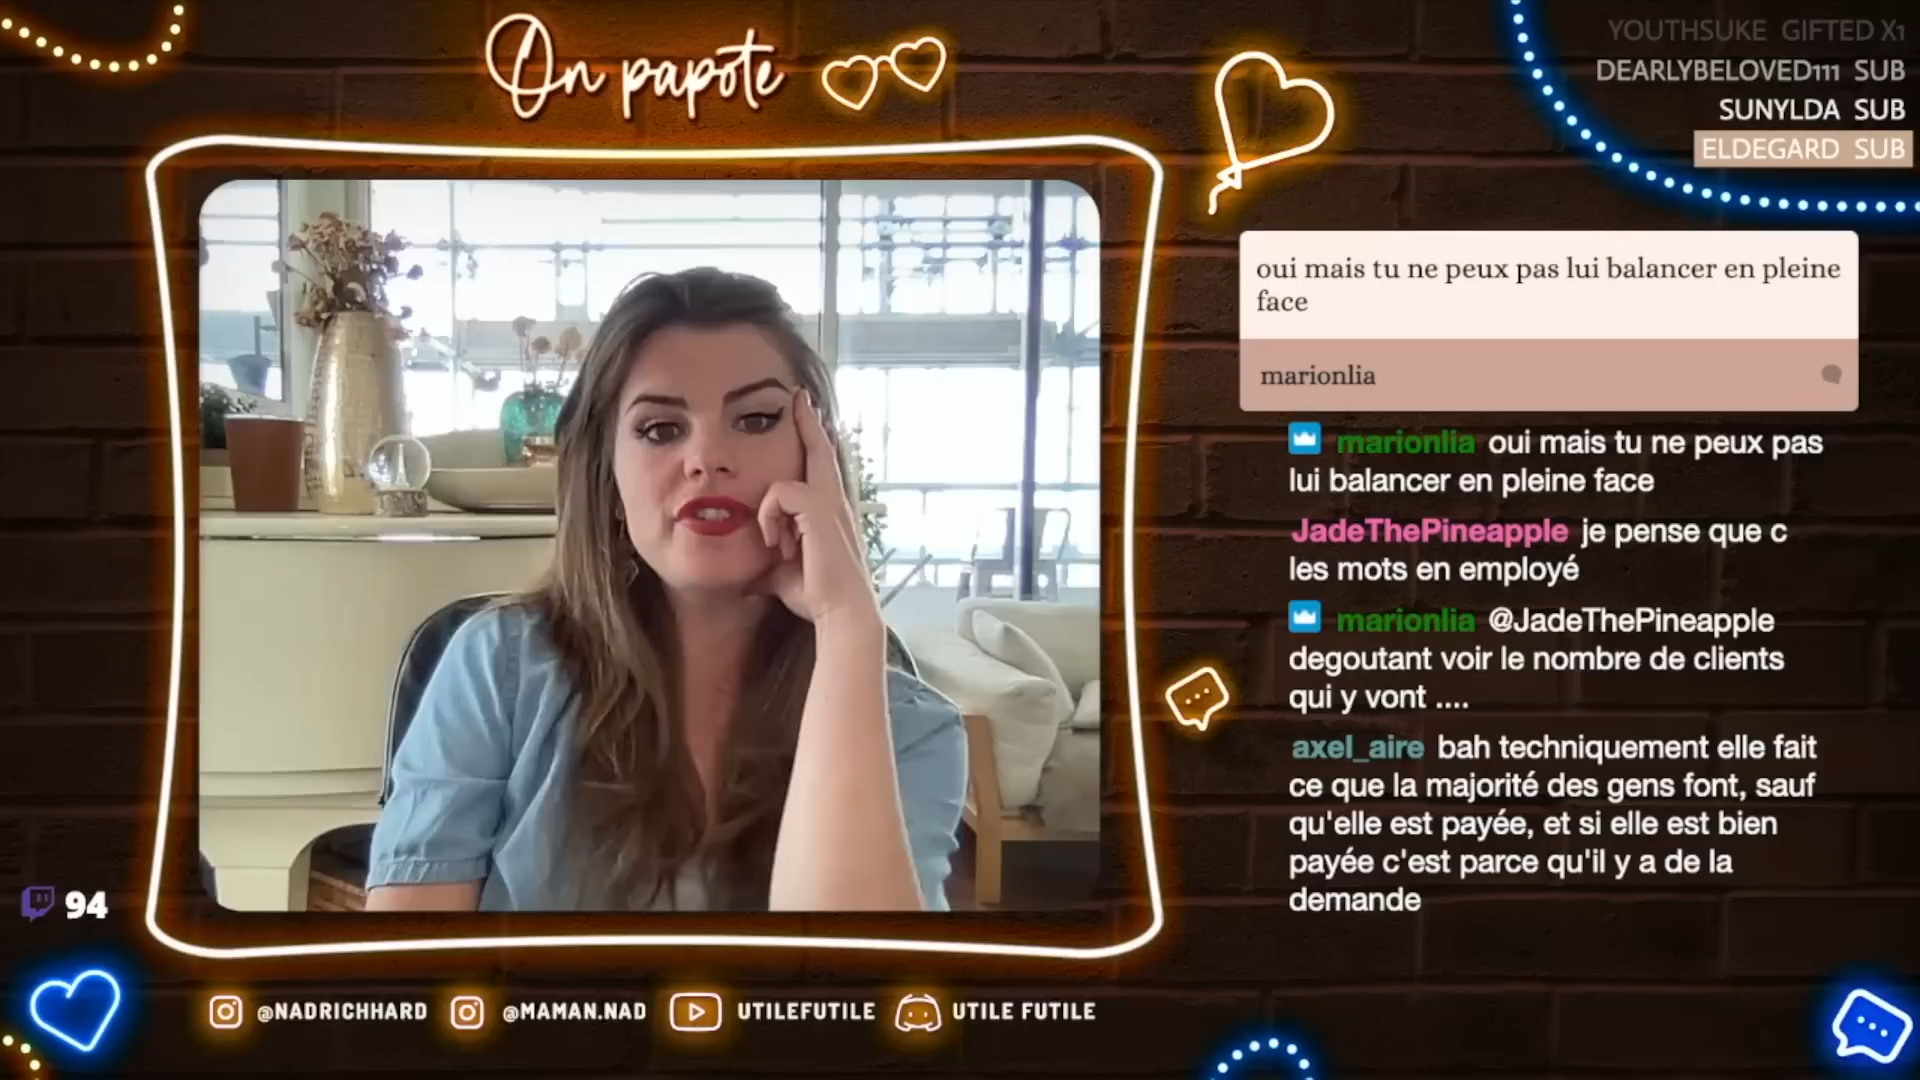 On papote
YOUTHSUKE GIFTED X1
DEARLYBELOVED111 SUB
SUNYLDA SUB
ELDEGARD SUB
oui mais tu ne peux pas lui balancer en pleine
face
marionlia
marionlia oui mais tu ne peux pas
lui balancer en pleine face
JadeThePineapple je pense que c
les mots en employé
marionlia @JadeThePineapple
degoutant voir le nombre de clients
qui y vont ....
axel_aire bah techniquement elle fait
ce que la majorité des gens font, sauf
qu'elle est payée, et si elle est bien
payée c'est parce qu'il y a de la
demande
94
@NADRICHHARD @MAMAN.NAD UTILEFUTILE UTILE FUTILE